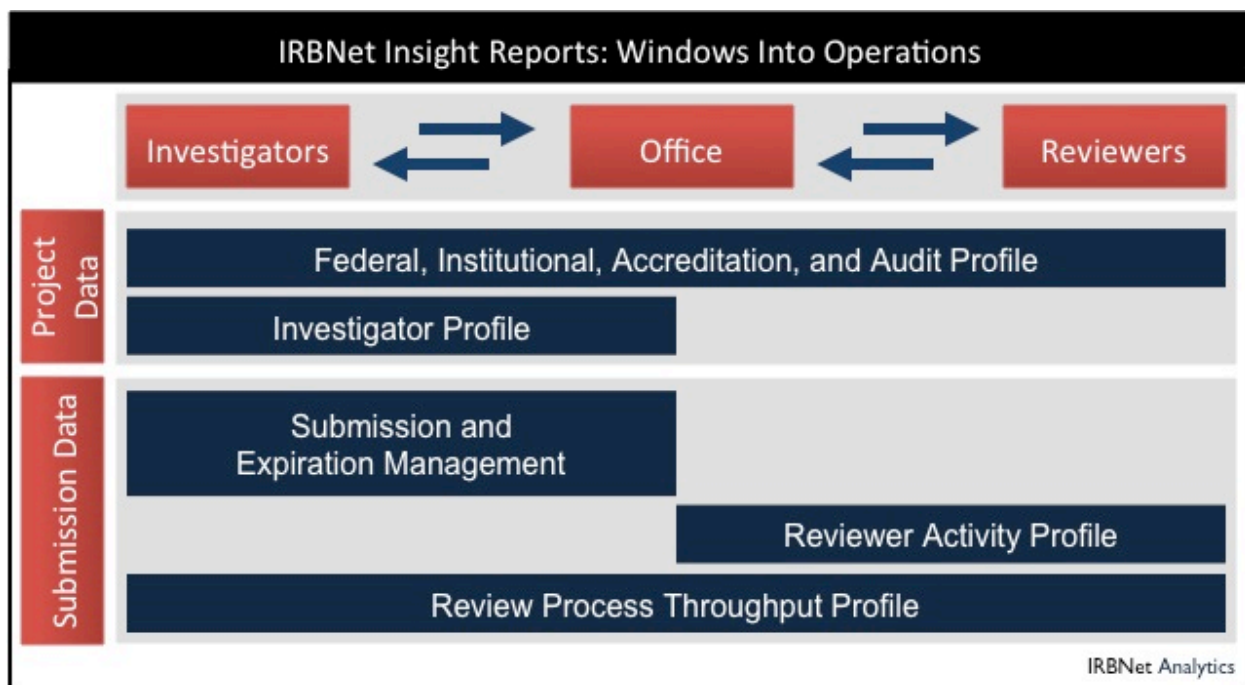 IRBNet Insight Reports: Windows Into Operations
Investigators
Office
Reviewers
Project
Data
Federal, Institutional, Accreditation, and Audit Profile
Investigator Profile
Submission Data
Submission and
Expiration Management
Reviewer Activity Profile
Review Process Throughput Profile
IRBNet Analytics